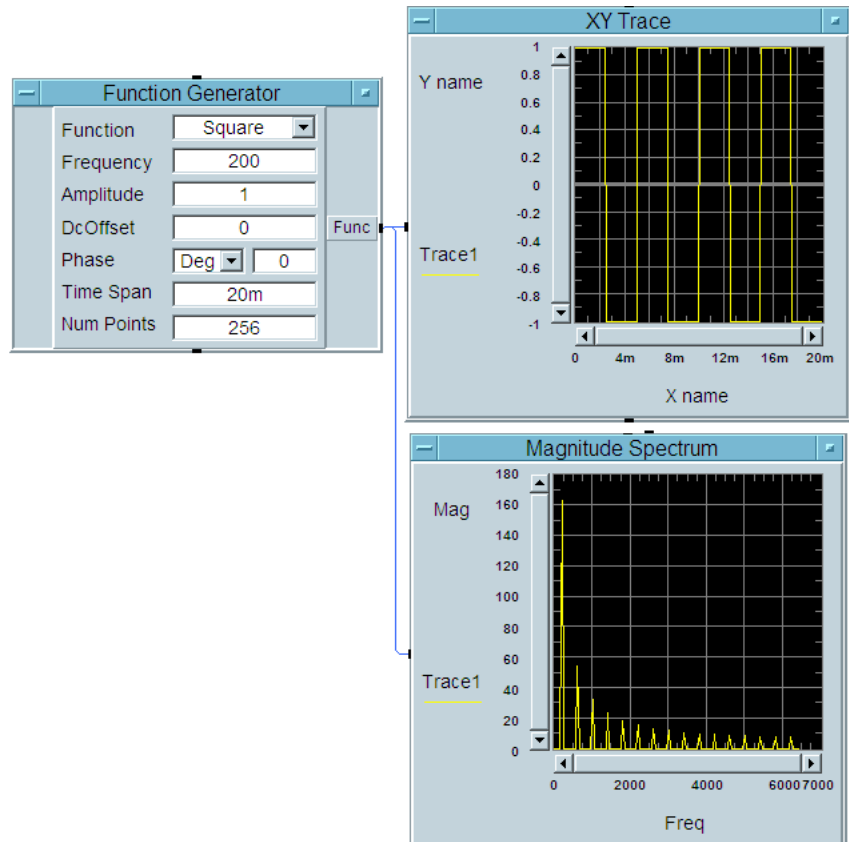 Function Generator
Function Square
Frequency 200
Amplitude 1
DcOffset 0
Phase Deg 0
Time Span 20m
Num Points 256
Func
XY Trace
Y name
Trace1
1
0.8
0.6
0.4
0.2
0
-0.2
-0.4
-0.6
-0.8
-1
0 4m 8m 12m 16m 20m
X name
Magnitude Spectrum
Mag
Trace1
180
160
140
120
100
80
60
40
20
0
0 2000 4000 6000 7000
Freq